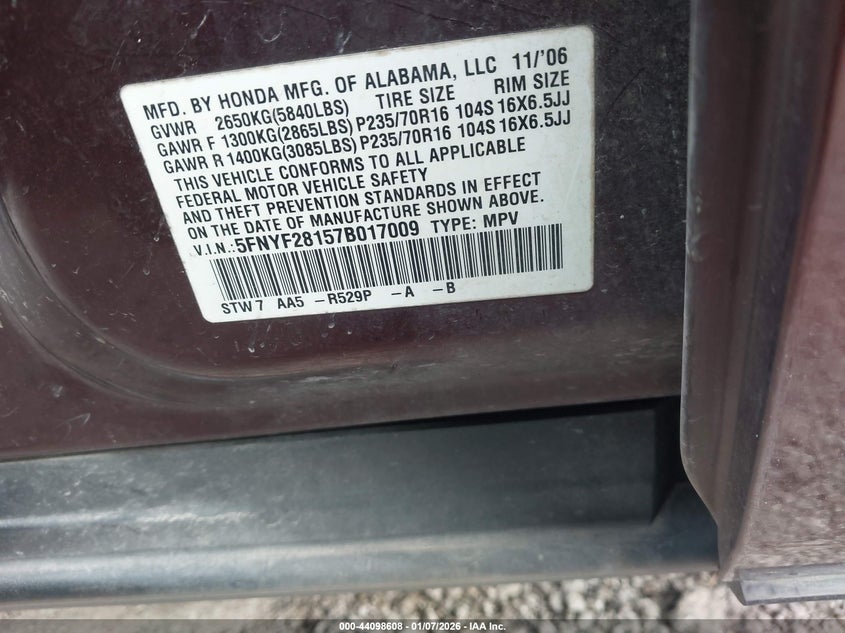 MFD. BY HONDA MFG. OF ALABAMA, LLC 11/'06
GVWR 2650KG(5840LBS) TIRE SIZE RIM SIZE
GAWR F 1300KG(2865LBS) P235/70R16 104S 16X6.5JJ
GAWR R 1400KG(3085LBS) P235/70R16 104S 16X6.5JJ
THIS VEHICLE CONFORMS TO ALL APPLICABLE
FEDERAL MOTOR VEHICLE SAFETY
AND THEFT PREVENTION STANDARDS IN EFFECT
ON THE DATE OF MANUFACTURE SHOWN ABOVE.
V.I.N.: 5FNYF28157B017009 TYPE: MPV
STW7 AA5 -R529P -A -B
000-44098608 - 01/07/2026 - IAA Inc.